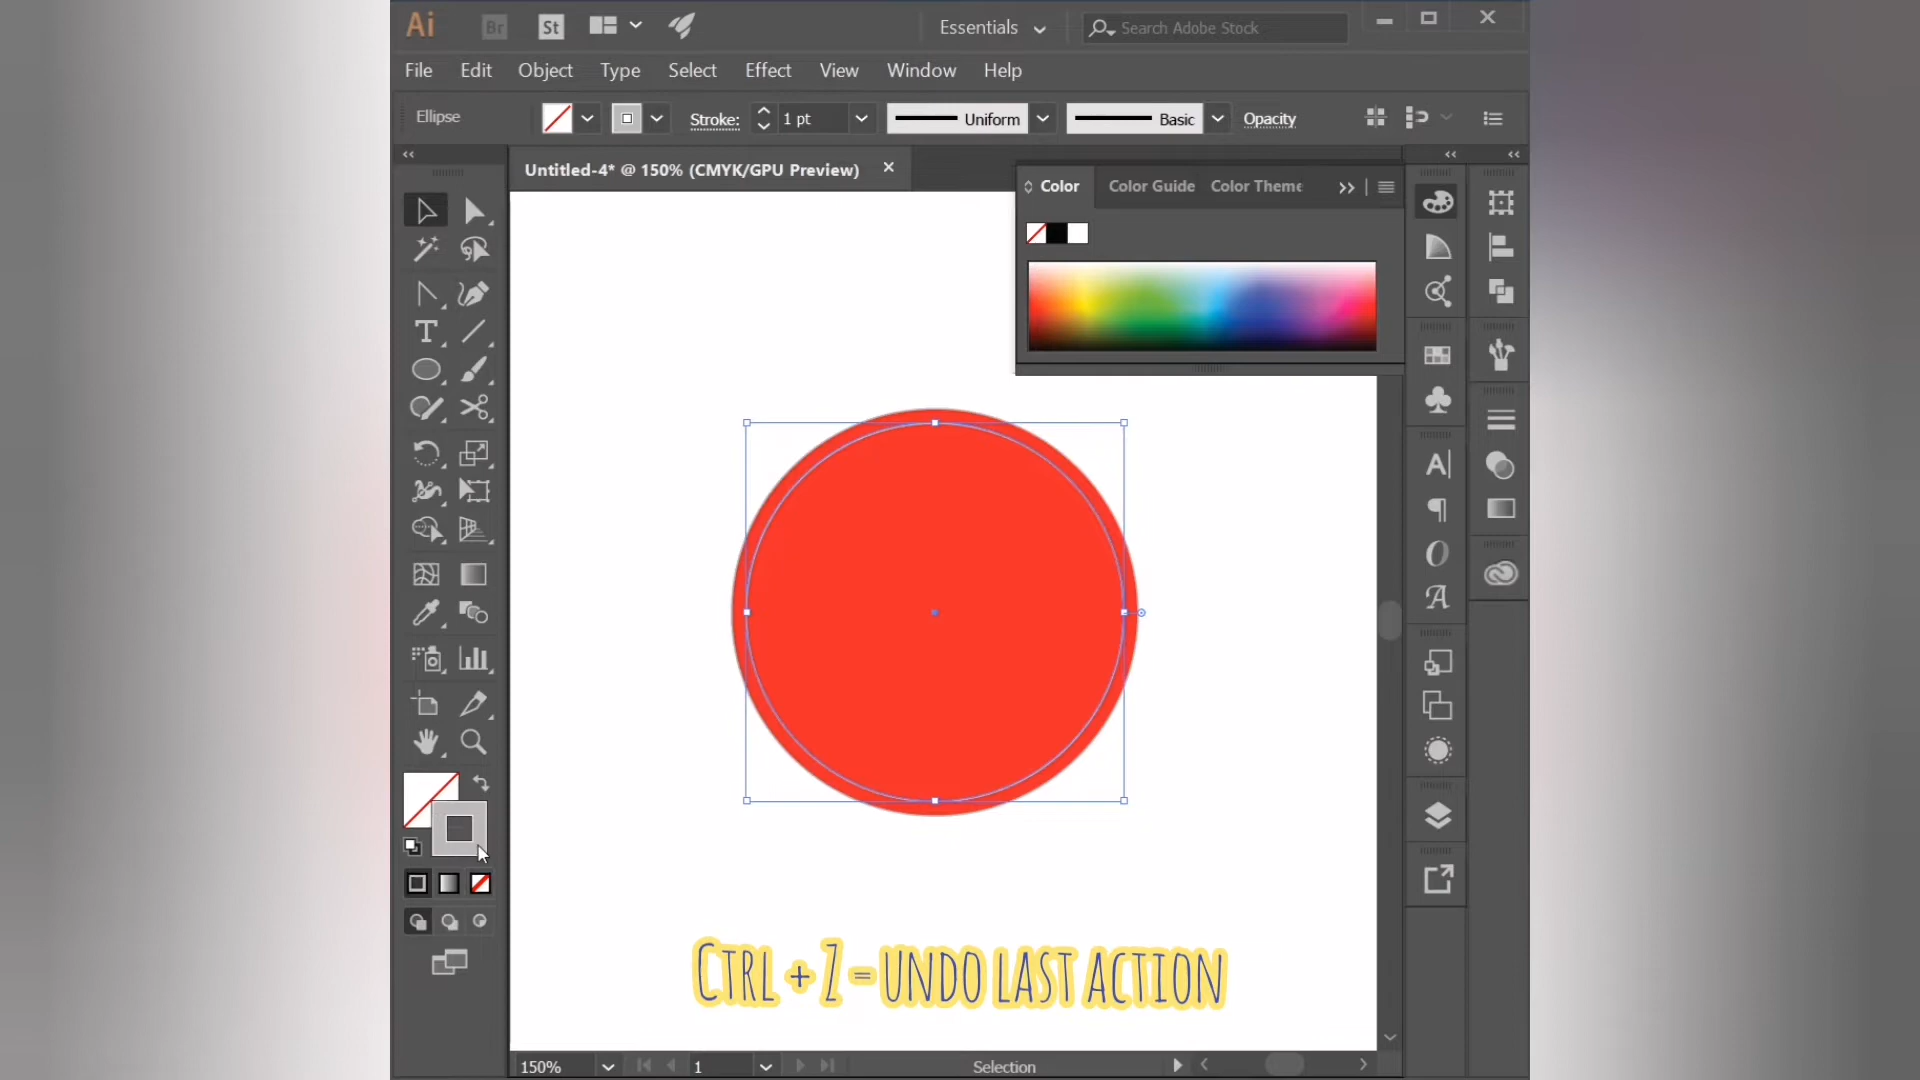 Ai Br St Essentials Search Adobe Stock
File Edit Object Type Select Effect View Window Help
Ellipse Stroke: 1 pt Uniform Basic Opacity
Untitled-4* @ 150% (CMYK/GPU Preview)
Color Color Guide Color Theme
Ctrl + Z = undo last action
150% 1 Selection